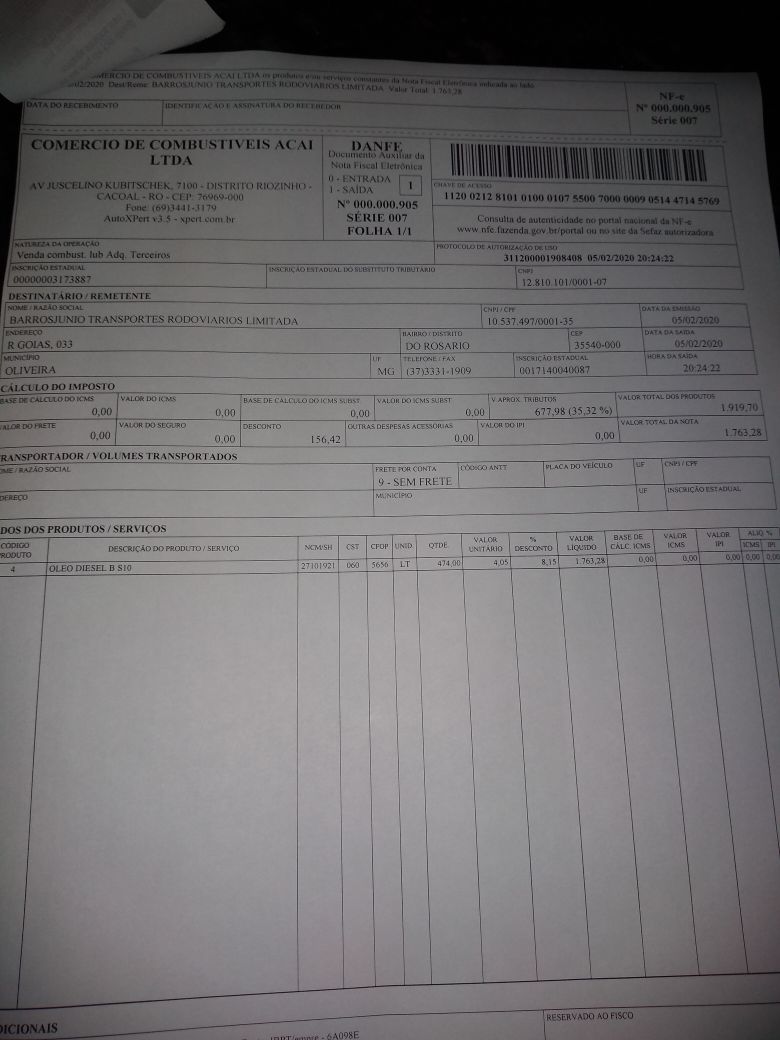 MERCIO DE COMBUSTIVEIS ACAI LTDA os produtos e/ou serviços constantes da Nota Fiscal Eletrônica indicada ao lado
/02/2020 Dest/Reme: BARROSJUNIO TRANSPORTES RODOVIARIOS LIMITADA Valor Total: 1.763,28
DATA DO RECEBIMENTO
IDENTIFICAÇÃO E ASSINATURA DO RECEBEDOR
NF-e
Nº 000.000.905
Série 007
COMERCIO DE COMBUSTIVEIS ACAI LTDA
AV JUSCELINO KUBITSCHEK, 7100 - DISTRITO RIOZINHO -
CACOAL - RO - CEP: 76969-000
Fone: (69)3441-3179
AutoXPert v3.5 - xpert.com.br
DANFE
Documento Auxiliar da
Nota Fiscal Eletrônica
0 - ENTRADA
1 - SAÍDA
1
Nº 000.000.905
SÉRIE 007
FOLHA 1/1
CHAVE DE ACESSO
1120 0212 8101 0100 0107 5500 7000 0009 0514 4714 5769
Consulta de autenticidade no portal nacional da NF-e
www.nfe.fazenda.gov.br/portal ou no site da Sefaz autorizadora
NATUREZA DA OPERAÇÃO
Venda combust. lub Adq. Terceiros
PROTOCOLO DE AUTORIZAÇÃO DE USO
311200001908408 05/02/2020 20:24:22
INSCRIÇÃO ESTADUAL
00000003173887
INSCRIÇÃO ESTADUAL DO SUBSTITUTO TRIBUTÁRIO
CNPJ
12.810.101/0001-07
DESTINATÁRIO / REMETENTE
NOME / RAZÃO SOCIAL
BARROSJUNIO TRANSPORTES RODOVIARIOS LIMITADA
CNPJ / CPF
10.537.497/0001-35
DATA DA EMISSÃO
05/02/2020
ENDEREÇO
R GOIAS, 033
BAIRRO / DISTRITO
DO ROSARIO
CEP
35540-000
DATA DA SAÍDA
05/02/2020
MUNICÍPIO
OLIVEIRA
UF
MG
TELEFONE / FAX
(37)3331-1909
INSCRIÇÃO ESTADUAL
0017140040087
HORA DA SAÍDA
20:24:22
CÁLCULO DO IMPOSTO
BASE DE CÁLCULO DO ICMS
0,00
VALOR DO ICMS
0,00
BASE DE CÁLCULO DO ICMS SUBST.
0,00
VALOR DO ICMS SUBST
0,00
V.APROX. TRIBUTOS
677,98 (35,32 %)
VALOR TOTAL DOS PRODUTOS
1.919,70
VALOR DO FRETE
0,00
VALOR DO SEGURO
0,00
DESCONTO
156,42
OUTRAS DESPESAS ACESSÓRIAS
0,00
VALOR DO IPI
0,00
VALOR TOTAL DA NOTA
1.763,28
TRANSPORTADOR / VOLUMES TRANSPORTADOS
OME / RAZÃO SOCIAL
FRETE POR CONTA
9 - SEM FRETE
CÓDIGO ANTT
PLACA DO VEÍCULO
UF
CNPJ / CPF
DEREÇO
MUNICÍPIO
UF
INSCRIÇÃO ESTADUAL
DOS DOS PRODUTOS / SERVIÇOS
CÓDIGO PRODUTO
DESCRIÇÃO DO PRODUTO / SERVIÇO
NCM/SH
CST
CFOP
UNID.
QTDE.
VALOR UNITÁRIO
% DESCONTO
VALOR LÍQUIDO
BASE DE CÁLC. ICMS
VALOR ICMS
VALOR IPI
ALIQ. %
ICMS IPI
4 OLEO DIESEL B S10 27101921 060 5656 LT 474,00 4,05 8,15 1.763,28 0,00 0,00 0,00 0,00 0,00
DICIONAIS
RESERVADO AO FISCO
- 6A098E